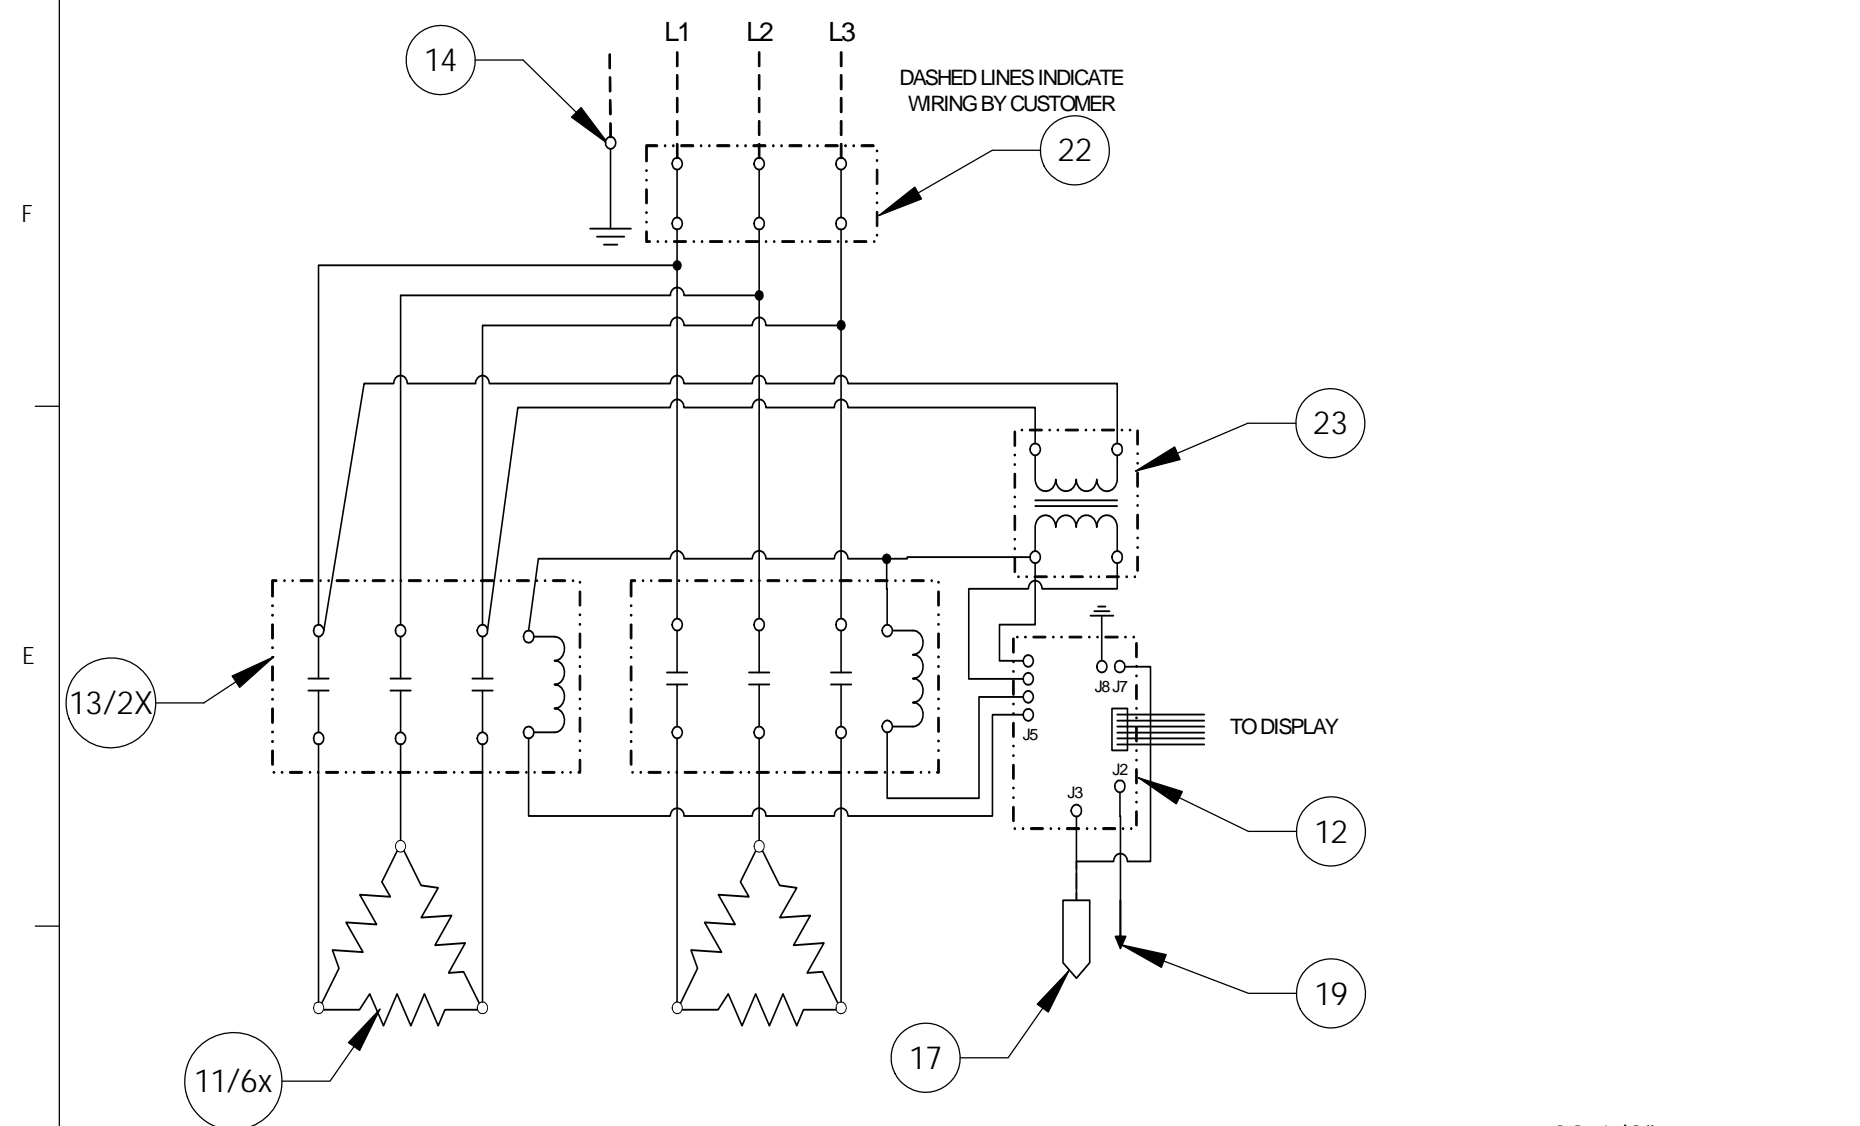 L1 L2 L3
14
DASHED LINES INDICATE
WIRING BY CUSTOMER
22
F
23
E
13/2X
J8 J7
J5
TO DISPLAY
J2
J3
12
19
17
11/6x